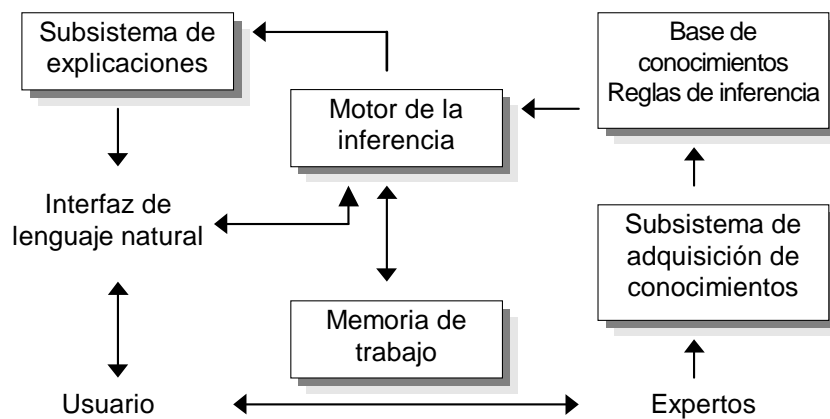 Subsistema de
explicaciones
Base de
conocimientos
Reglas de inferencia
Motor de la
inferencia
Interfaz de
lenguaje natural
Subsistema de
adquisición de
conocimientos
Memoria de
trabajo
Usuario
Expertos